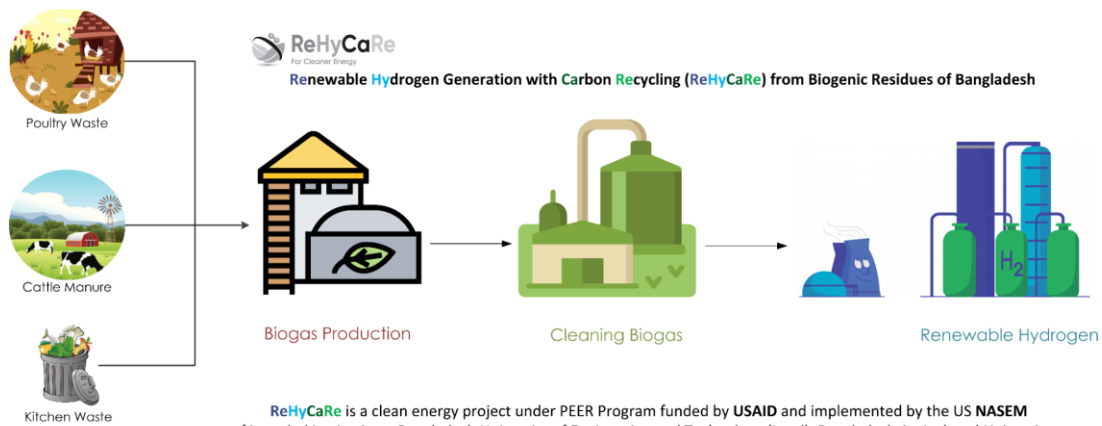 ReHyCaRe
For Cleaner Energy
Renewable Hydrogen Generation with Carbon Recycling (ReHyCaRe) from Biogenic Residues of Bangladesh
Poultry Waste
Cattle Manure
Kitchen Waste
Biogas Production
Cleaning Biogas
H2
Renewable Hydrogen
ReHyCaRe is a clean energy project under PEER Program funded by USAID and implemented by the US NASEM